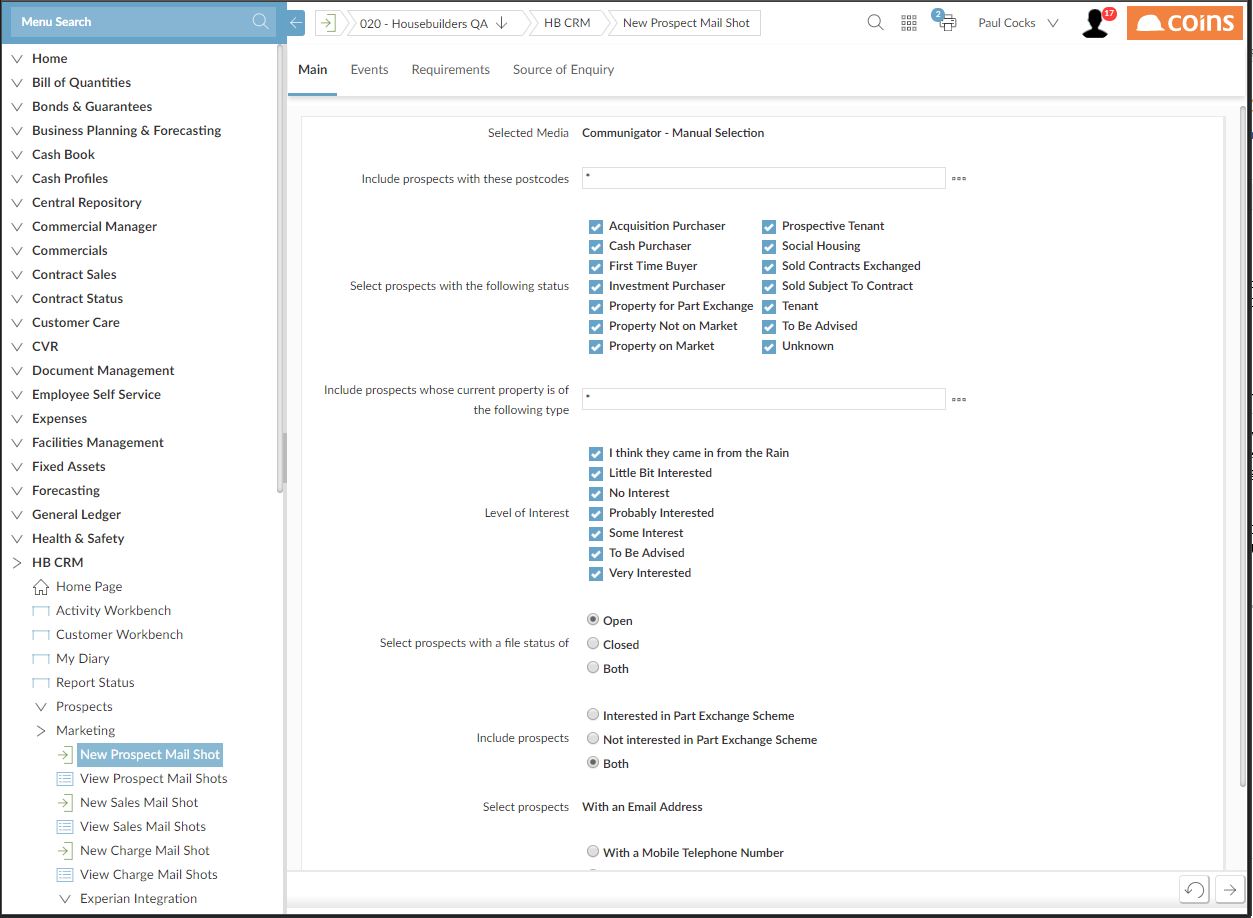 Menu Search
020 - Housebuilders QA
HB CRM
New Prospect Mail Shot
2
Paul Cocks
17
coins
Home
Bill of Quantities
Bonds & Guarantees
Business Planning & Forecasting
Cash Book
Cash Profiles
Central Repository
Commercial Manager
Commercials
Contract Sales
Contract Status
Customer Care
CVR
Document Management
Employee Self Service
Expenses
Facilities Management
Fixed Assets
Forecasting
General Ledger
Health & Safety
HB CRM
Home Page
Activity Workbench
Customer Workbench
My Diary
Report Status
Prospects
Marketing
New Prospect Mail Shot
View Prospect Mail Shots
New Sales Mail Shot
View Sales Mail Shots
New Charge Mail Shot
View Charge Mail Shots
Experian Integration
Main
Events
Requirements
Source of Enquiry
Selected Media
Communigator - Manual Selection
Include prospects with these postcodes
*
Select prospects with the following status
Acquisition Purchaser
Cash Purchaser
First Time Buyer
Investment Purchaser
Property for Part Exchange
Property Not on Market
Property on Market
Prospective Tenant
Social Housing
Sold Contracts Exchanged
Sold Subject To Contract
Tenant
To Be Advised
Unknown
Include prospects whose current property is of
the following type
*
Level of Interest
I think they came in from the Rain
Little Bit Interested
No Interest
Probably Interested
Some Interest
To Be Advised
Very Interested
Select prospects with a file status of
Open
Closed
Both
Include prospects
Interested in Part Exchange Scheme
Not interested in Part Exchange Scheme
Both
Select prospects
With an Email Address
With a Mobile Telephone Number